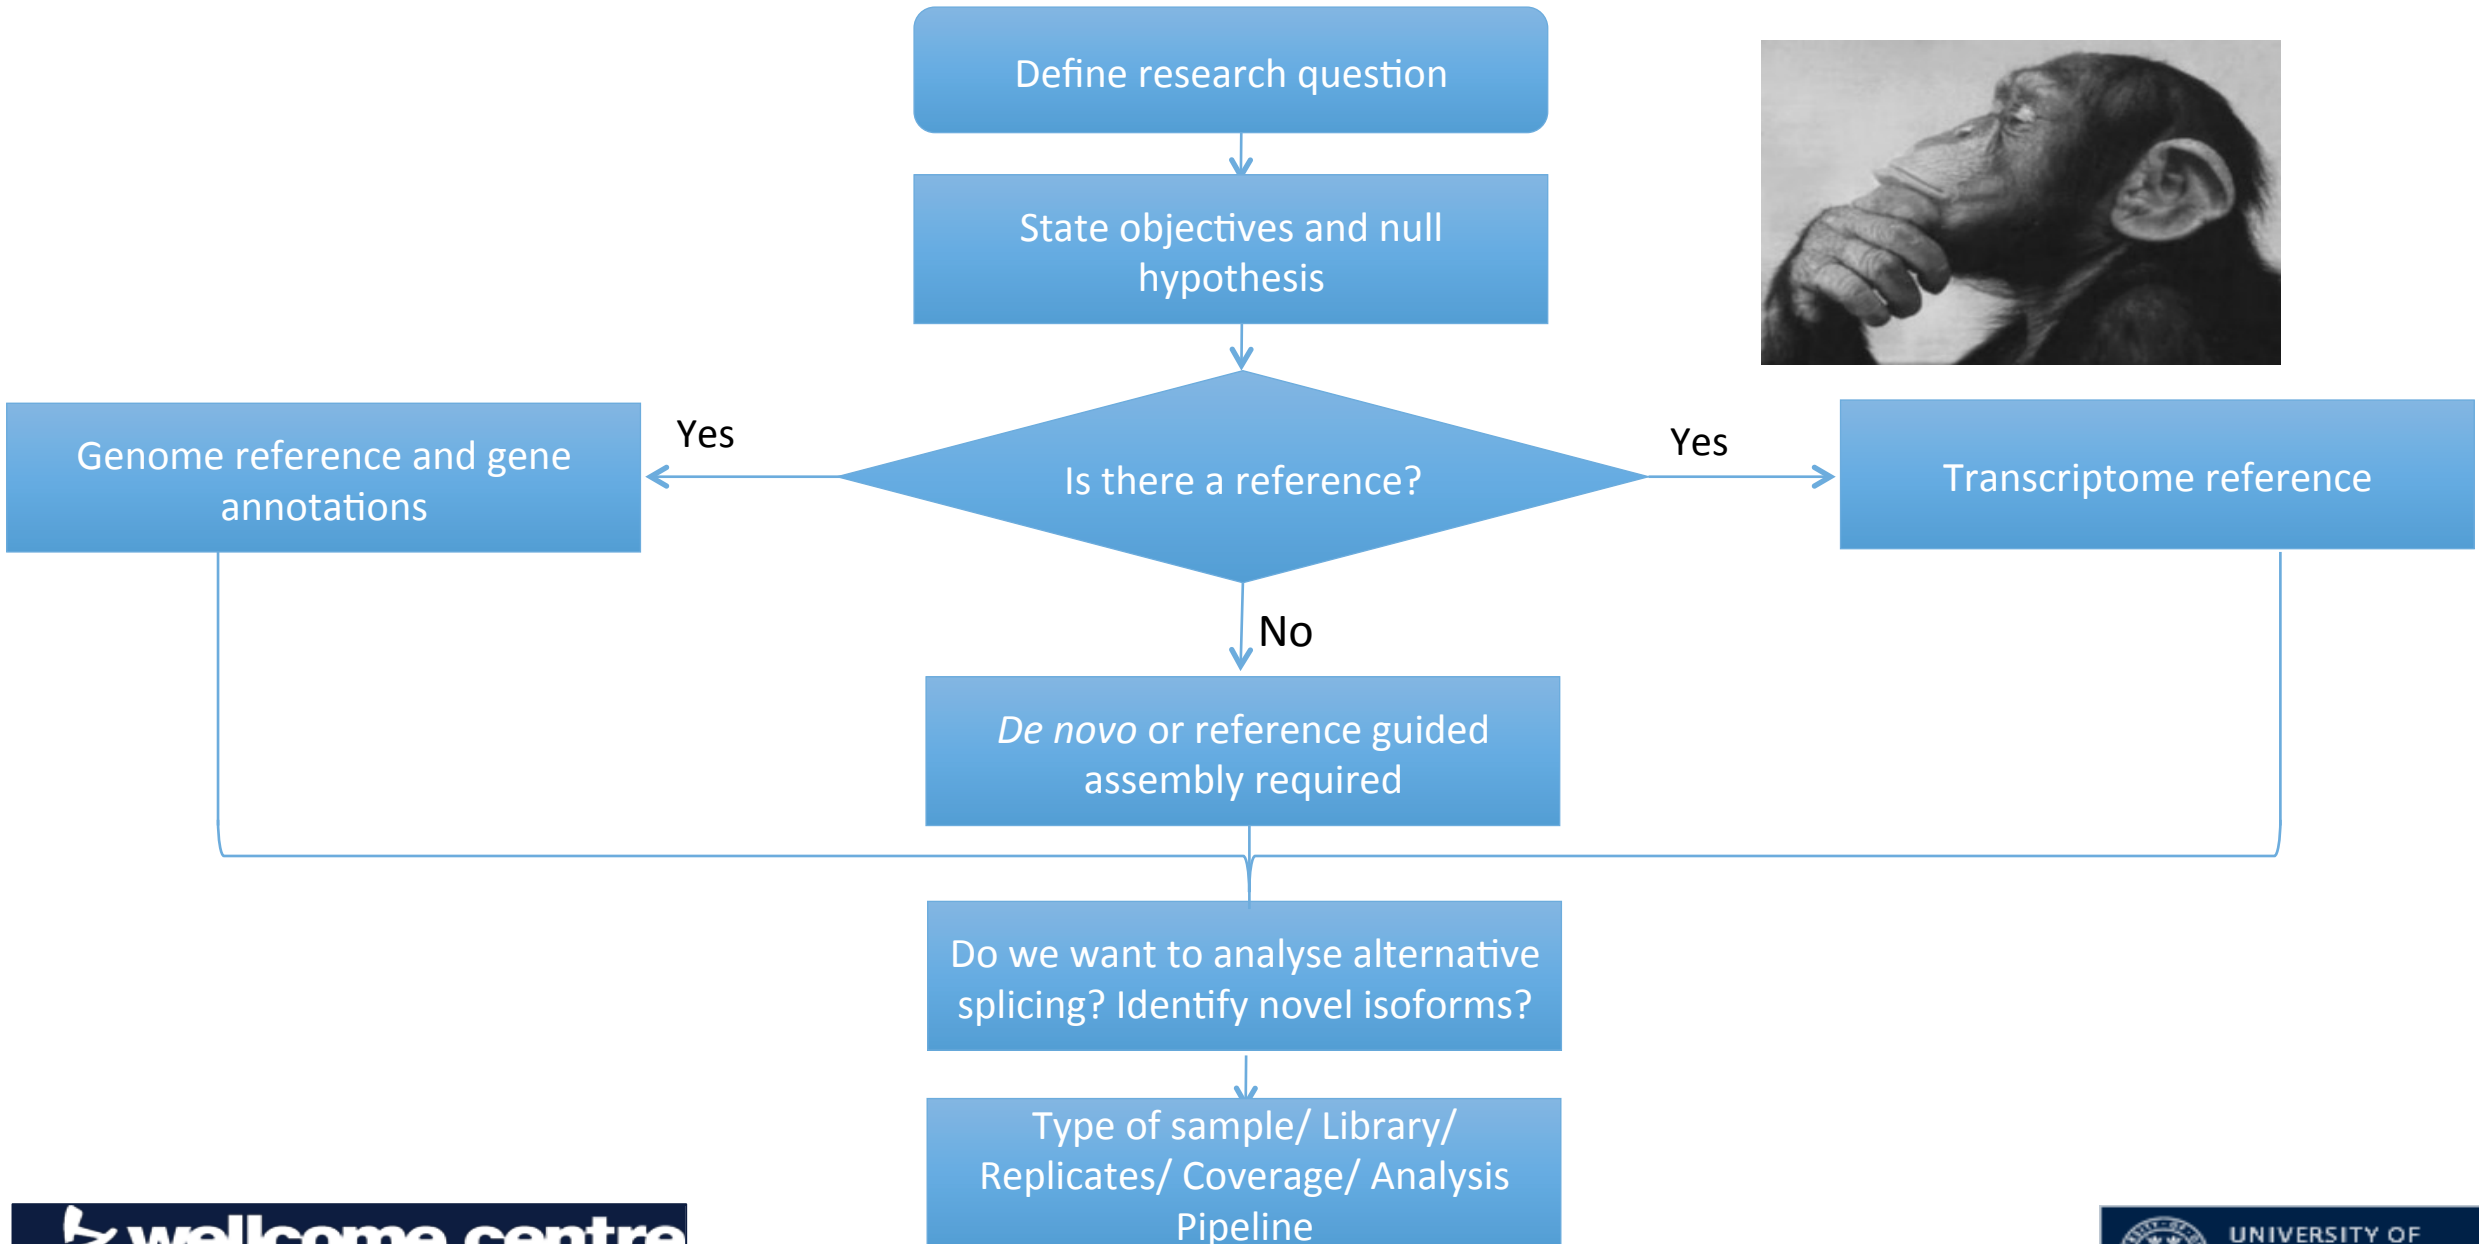 Define research question
State objectives and null
hypothesis
Yes
Genome reference and gene
annotations
Is there a reference?
Yes
Transcriptome reference
No
De novo or reference guided
assembly required
Do we want to analyse alternative
splicing? Identify novel isoforms?
Type of sample/ Library/
Replicates/ Coverage/ Analysis
Pipeline
wellcome centre
UNIVERSITY OF